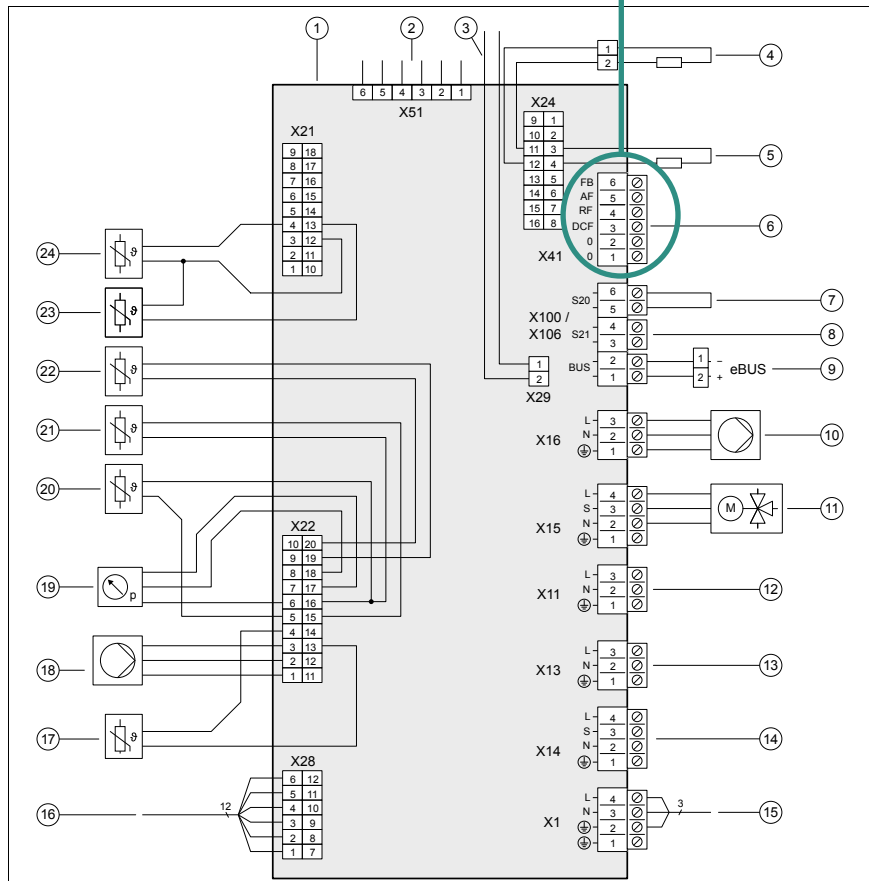 1
2
3
4
5
6
7
8
9
10
11
12
13
14
15
16
17
18
19
20
21
22
23
24
6 5 4 3 2 1
X51
1
2
X24
9 1
10 2
11 3
12 4
13 5
14 6
15 7
16 8
X21
9 18
8 17
7 16
6 15
5 14
4 13
3 12
2 11
1 10
FB 6
AF 5
RF 4
DCF 3
0 2
0 1
X41
S20 6
5
X100 /
X106 S21 4
3
BUS 2
1
1 –
2 +
eBUS
1
2
X29
X16
L 3
N 2
1
X15
L 4
S 3
N 2
1
M
X11
L 3
N 2
1
X13
L 3
N 2
1
X14
L 4
S 3
N 2
1
X1
L 4
N 3
2
1
3
ϑ
ϑ
ϑ
ϑ
ϑ
p
ϑ
X22
10 20
9 19
8 18
7 17
6 16
5 15
4 14
3 13
2 12
1 11
X28
6 12
5 11
4 10
3 9
2 8
1 7
12